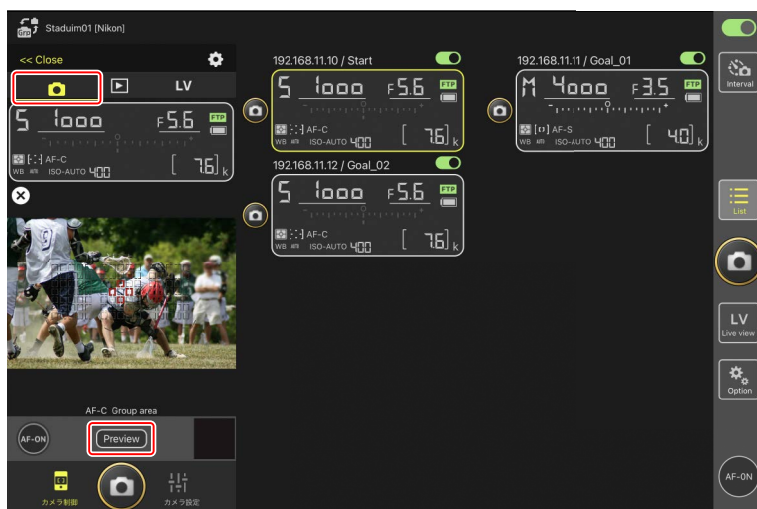 Grp
Staduim01 [Nikon]
<< Close
LV
S 1000 F5.6 FTP
AF-C
WB ISO-AUTO 400 [ 7.6] k
AF-C Group area
AF-ON
Preview
カメラ制御
カメラ設定
192.168.11.10 / Start
S 1000 F5.6 FTP
AF-C
WB ISO-AUTO 400 [ 7.6] k
192.168.11.11 / Goal_01
M 4000 F3.5 FTP
AF-S
WB ISO-AUTO 400 [ 4.0] k
192.168.11.12 / Goal_02
S 1000 F5.6 FTP
AF-C
WB ISO-AUTO 400 [ 7.6] k
Interval
List
LV
Live view
Option
AF-ON